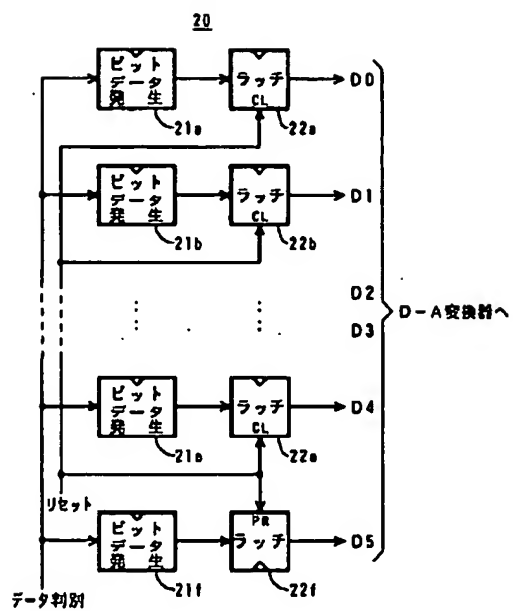 20
ビット
データ
発生
21a
ラッチ
CL
22a
D0
ビット
データ
発生
21b
ラッチ
CL
22b
D1
D2
D3
D-A変換器へ
ビット
データ
発生
21e
ラッチ
CL
22e
D4
リセット
ビット
データ
発生
21f
PR
ラッチ
22f
D5
データ判別